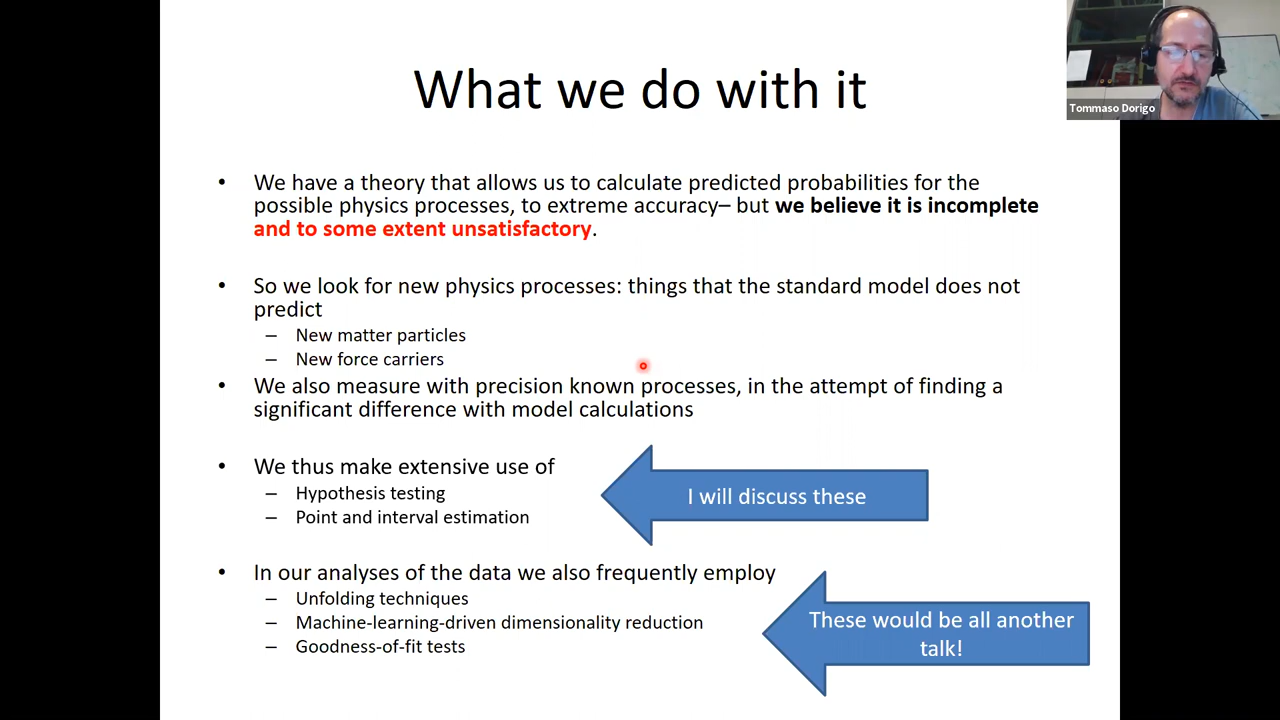 What we do with it
Tommaso Dorigo
• We have a theory that allows us to calculate predicted probabilities for the
possible physics processes, to extreme accuracy– but we believe it is incomplete
and to some extent unsatisfactory.
• So we look for new physics processes: things that the standard model does not
predict
– New matter particles
– New force carriers
• We also measure with precision known processes, in the attempt of finding a
significant difference with model calculations
• We thus make extensive use of
– Hypothesis testing
– Point and interval estimation
I will discuss these
• In our analyses of the data we also frequently employ
– Unfolding techniques
– Machine-learning-driven dimensionality reduction
– Goodness-of-fit tests
These would be all another
talk!